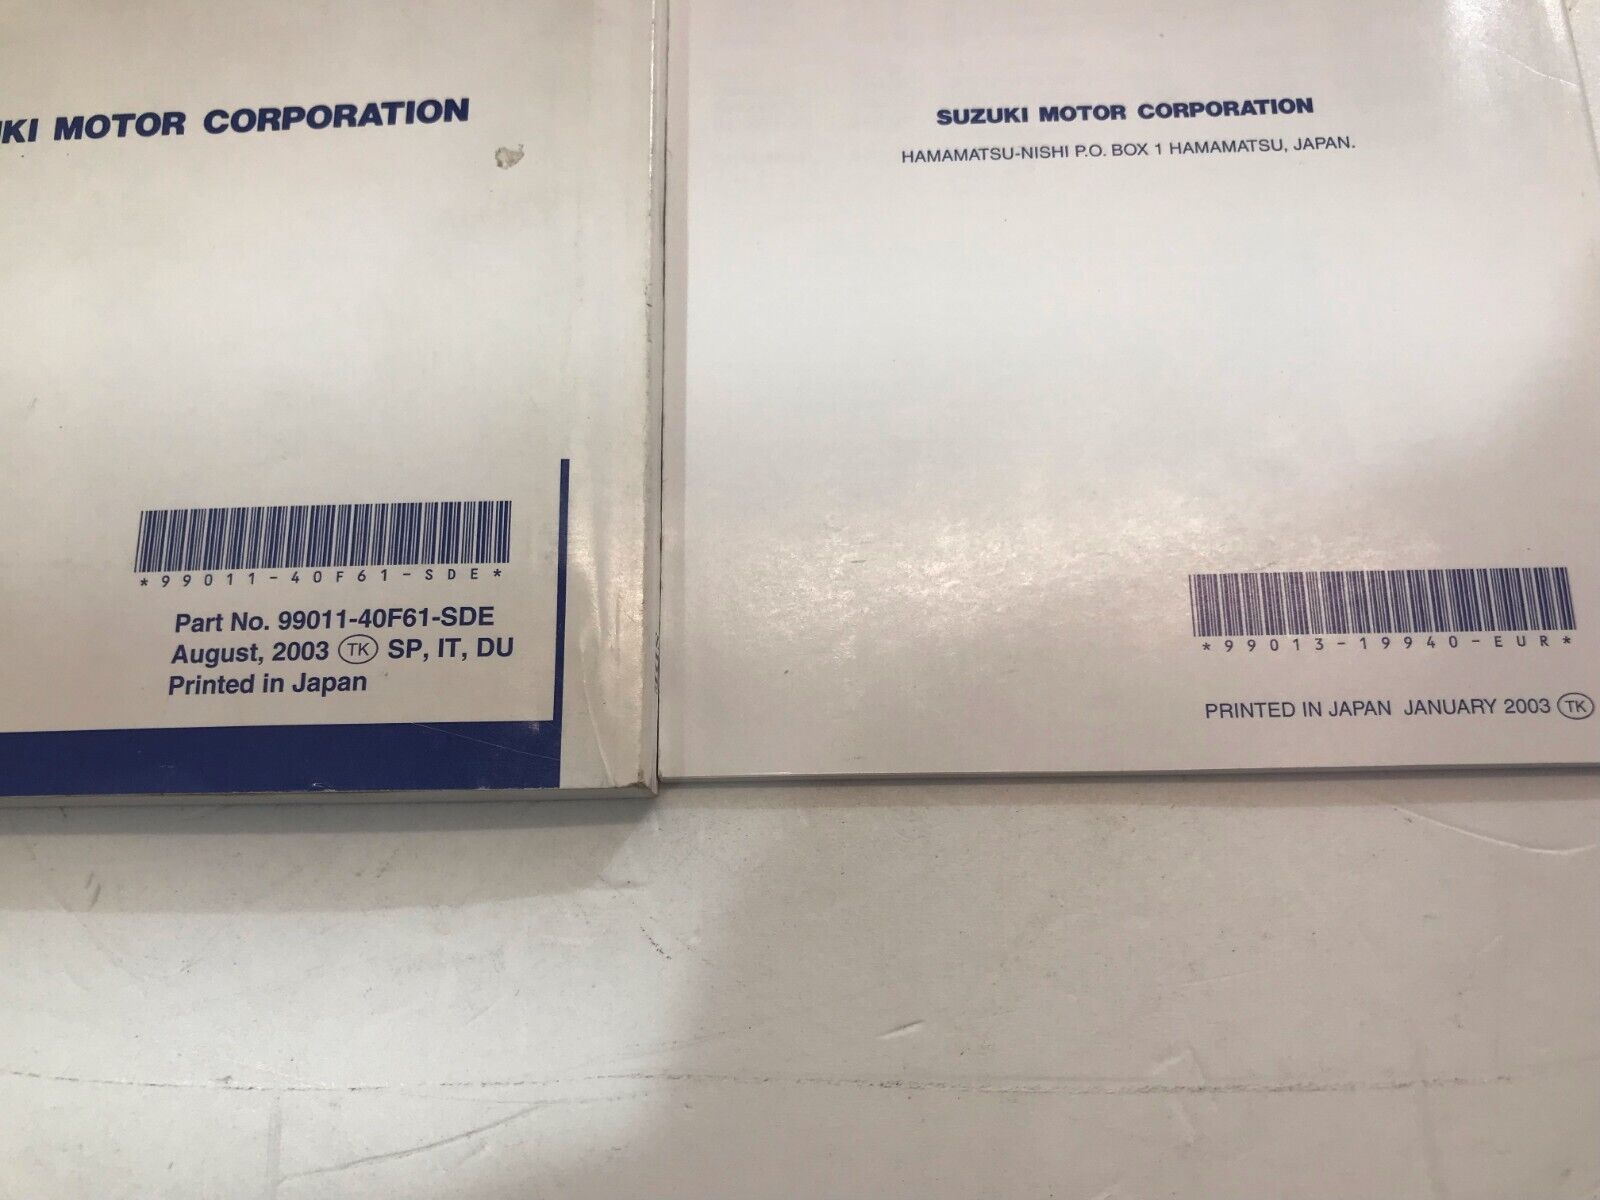 UKI MOTOR CORPORATION
*99011-40F61-SDE*
Part No. 99011-40F61-SDE
August, 2003 TK SP, IT, DU
Printed in Japan
SUZUKI MOTOR CORPORATION
HAMAMATSU-NISHI P.O. BOX 1 HAMAMATSU, JAPAN.
*99013-19940-EUR*
PRINTED IN JAPAN JANUARY 2003 TK